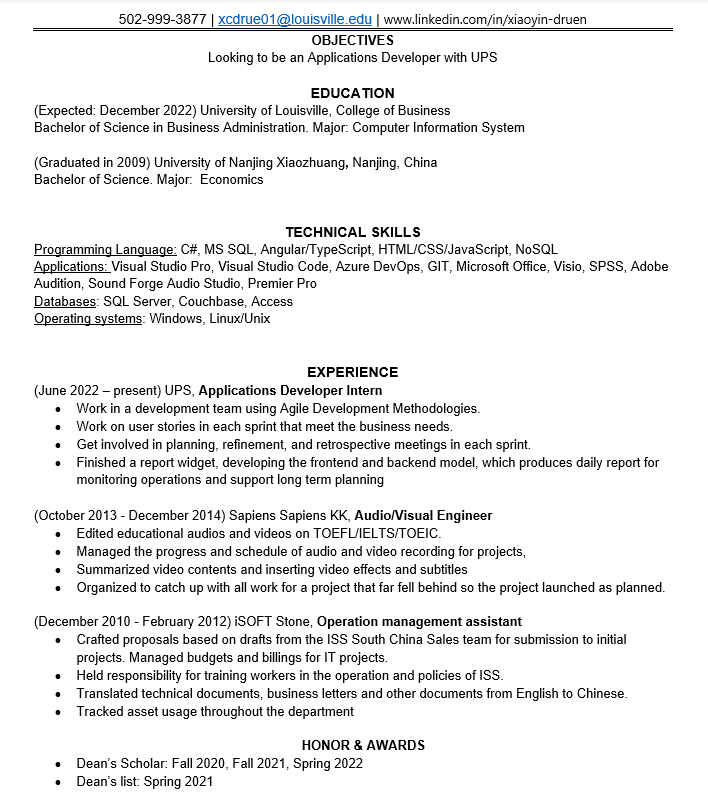 502-999-3877 | xcdrue01@louisville.edu | www.linkedin.com/in/xiaoyin-druen
OBJECTIVES
Looking to be an Applications Developer with UPS
EDUCATION
(Expected: December 2022) University of Louisville, College of Business
Bachelor of Science in Business Administration. Major: Computer Information System
(Graduated in 2009) University of Nanjing Xiaozhuang, Nanjing, China
Bachelor of Science. Major:  Economics
TECHNICAL SKILLS
Programming Language: C#, MS SQL, Angular/TypeScript, HTML/CSS/JavaScript, NoSQL
Applications: Visual Studio Pro, Visual Studio Code, Azure DevOps, GIT, Microsoft Office, Visio, SPSS, Adobe
Audition, Sound Forge Audio Studio, Premier Pro
Databases: SQL Server, Couchbase, Access
Operating systems: Windows, Linux/Unix
EXPERIENCE
(June 2022 – present) UPS, Applications Developer Intern
• Work in a development team using Agile Development Methodologies.
• Work on user stories in each sprint that meet the business needs.
• Get involved in planning, refinement, and retrospective meetings in each sprint.
• Finished a report widget, developing the frontend and backend model, which produces daily report for
monitoring operations and support long term planning
(October 2013 - December 2014) Sapiens Sapiens KK, Audio/Visual Engineer
• Edited educational audios and videos on TOEFL/IELTS/TOEIC.
• Managed the progress and schedule of audio and video recording for projects,
• Summarized video contents and inserting video effects and subtitles
• Organized to catch up with all work for a project that far fell behind so the project launched as planned.
(December 2010 - February 2012) iSOFT Stone, Operation management assistant
• Crafted proposals based on drafts from the ISS South China Sales team for submission to initial
projects. Managed budgets and billings for IT projects.
• Held responsibility for training workers in the operation and policies of ISS.
• Translated technical documents, business letters and other documents from English to Chinese.
• Tracked asset usage throughout the department
HONOR & AWARDS
• Dean's Scholar: Fall 2020, Fall 2021, Spring 2022
• Dean's list: Spring 2021